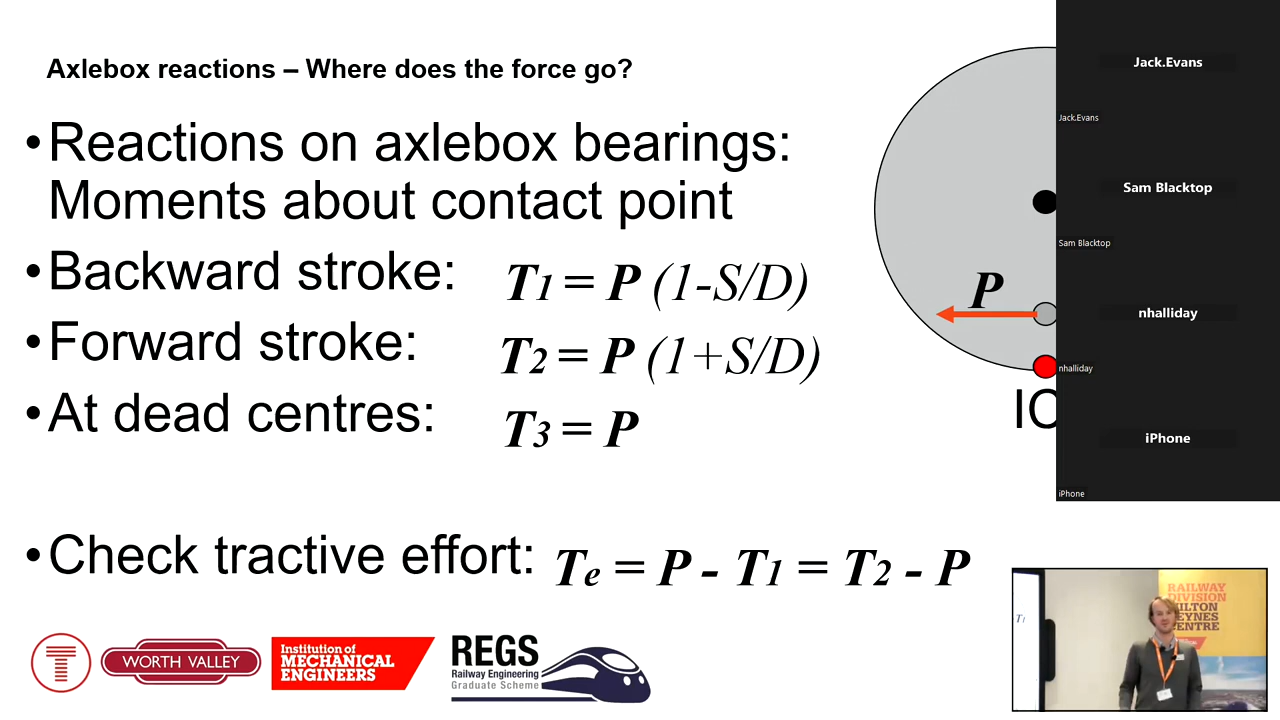 Axlebox reactions – Where does the force go?
•Reactions on axlebox bearings:
Moments about contact point
•Backward stroke: T1 = P (1-S/D)
•Forward stroke: T2 = P (1+S/D)
•At dead centres: T3 = P
•Check tractive effort: Te = P - T1 = T2 - P
P
IC
Jack.Evans
Jack.Evans
Sam Blacktop
Sam Blacktop
nhalliday
nhalliday
iPhone
iPhone
T
WORTH VALLEY
Institution of
MECHANICAL
ENGINEERS
REGS
Railway Engineering
Graduate Scheme
T1
RAILWAY
DIVISION
MILTON
KEYNES
CENTRE